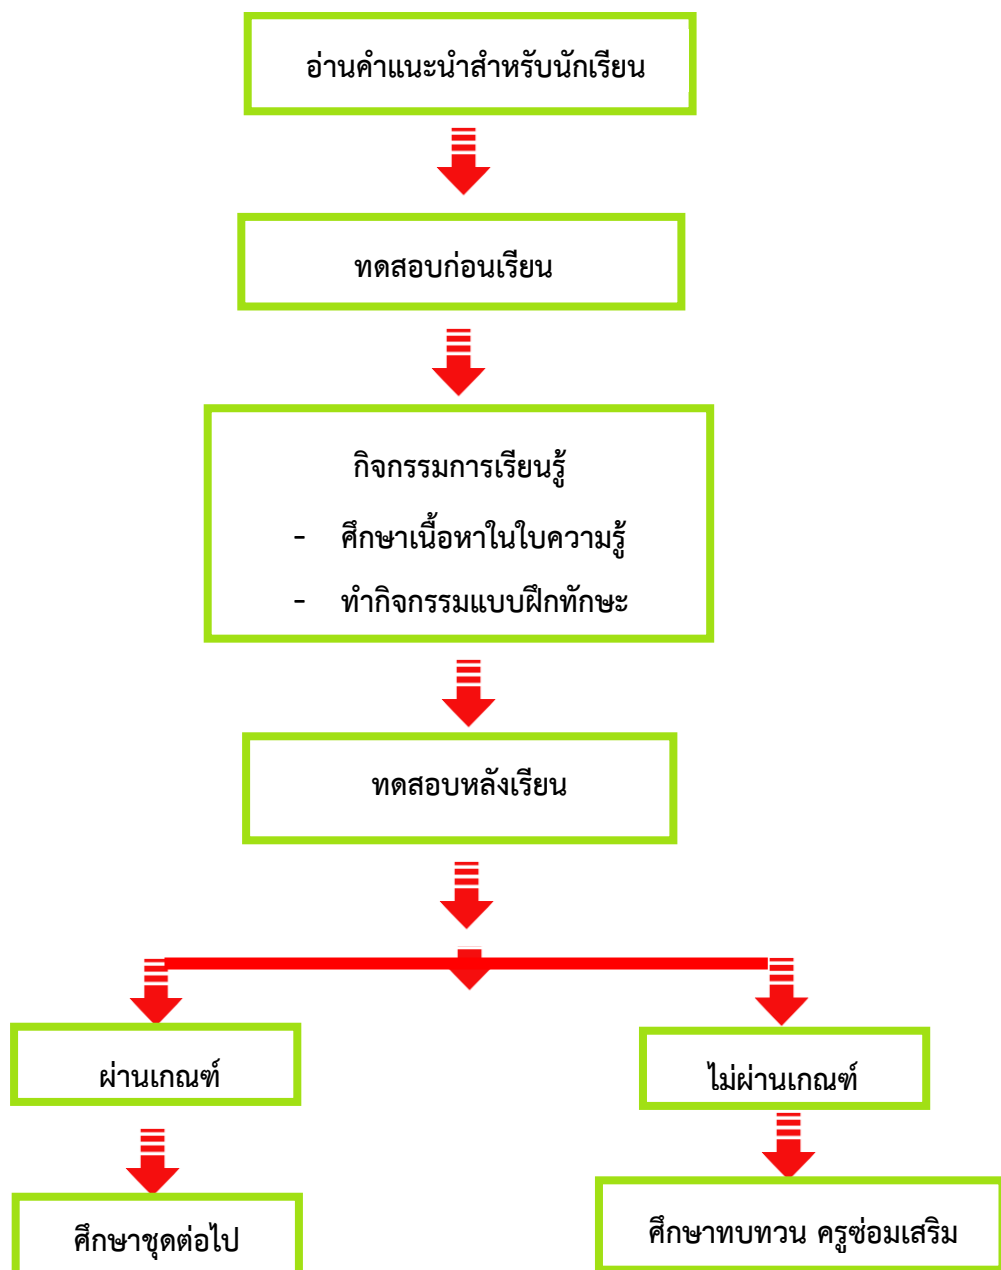 อ่านคำแนะนำสำหรับนักเรียน
ทดสอบก่อนเรียน
กิจกรรมการเรียนรู้
- ศึกษาเนื้อหาในใบความรู้
- ทำกิจกรรมแบบฝึกทักษะ
ทดสอบหลังเรียน
ผ่านเกณฑ์
ไม่ผ่านเกณฑ์
ศึกษาชุดต่อไป
ศึกษาทบทวน ครูซ่อมเสริม